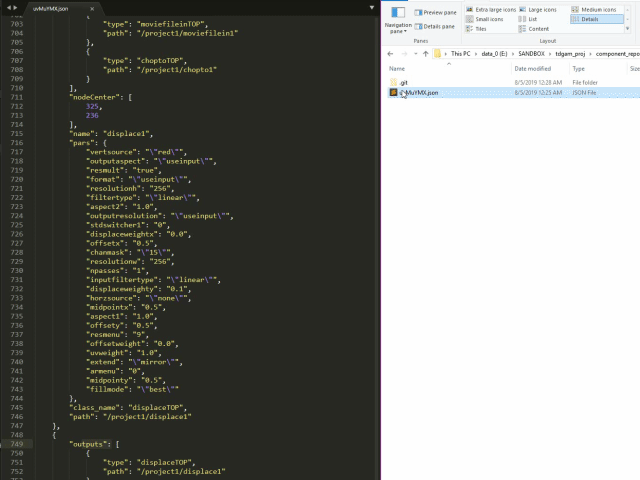 uvMuYMX.json
703 "type": "moviefileinTOP",
704 "path": "/project1/moviefilein1"
705 },
706 {
707 "type": "choptoTOP",
708 "path": "/project1/chopto1"
709 }
710 ],
711 "nodeCenter": [
712 325,
713 236
714 ],
715 "name": "displace1",
716 "pars": {
717 "vertsource": "\"red\"",
718 "outputaspect": "\"useinput\"",
719 "resmult": "true",
720 "format": "\"useinput\"",
721 "resolutionh": "256",
722 "filtertype": "\"linear\"",
723 "aspect2": "1.0",
724 "outputresolution": "\"useinput\"",
725 "stdswitcher1": "0",
726 "displaceweightx": "0.0",
727 "offsetx": "0.5",
728 "chanmask": "\"15\"",
729 "resolutionw": "256",
730 "npasses": "1",
731 "inputfiltertype": "\"linear\"",
732 "displaceweighty": "0.1",
733 "horzsource": "\"none\"",
734 "midpointx": "0.5",
735 "aspect1": "1.0",
736 "offsety": "0.5",
737 "resmenu": "9",
738 "offsetweight": "0.0",
739 "uvweight": "1.0",
740 "extend": "\"mirror\"",
741 "armenu": "0",
742 "midpointy": "0.5",
743 "fillmode": "\"best\""
744 },
745 "class_name": "displaceTOP",
746 "path": "/project1/displace1"
747 },
748 {
749 "outputs": [
750 {
751 "type": "displaceTOP",
752 "path": "/project1/displace1"
Navigation pane
Preview pane
Details pane
Panes
Extra large icons Large icons Medium icons
Small icons List Details
Tiles Content
Layout
This PC data_0 (E:) SANDBOX tdgam_proj component_repo
Name Date modified Type
.git 8/5/2019 12:28 AM File folder
MuYMX.json 8/5/2019 12:25 AM JSON File